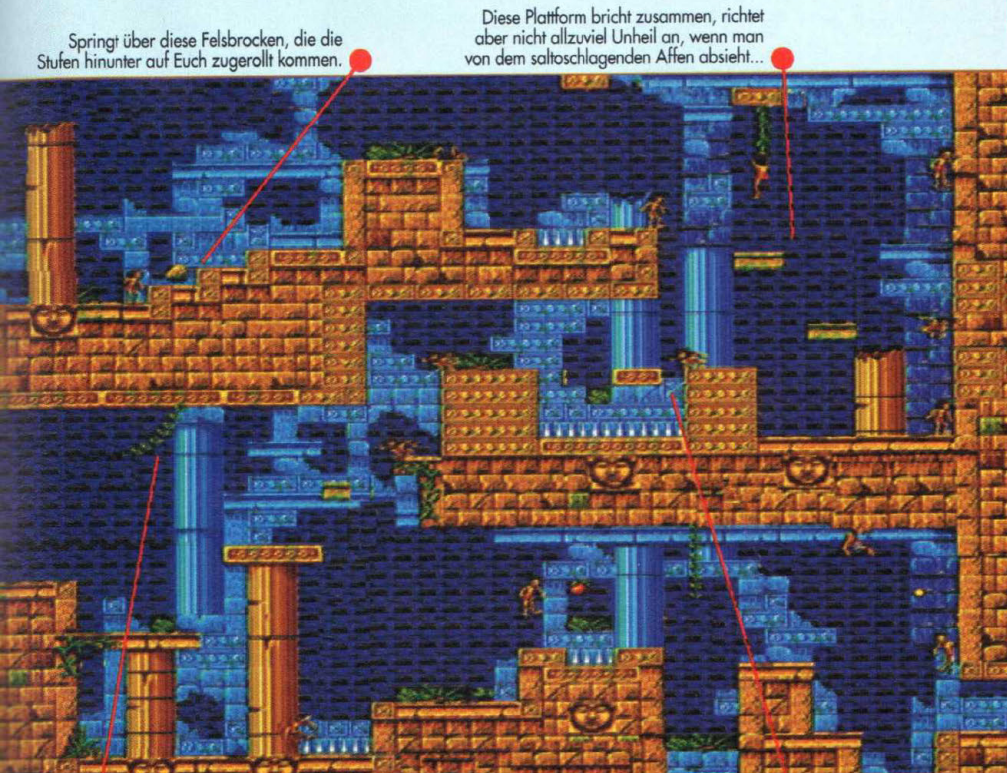 Springt über diese Felsbrocken, die die
Stufen hinunter auf Euch zugerollt kommen.
Diese Plattform bricht zusammen, richtet
aber nicht allzuviel Unheil an, wenn man
von dem saltoschlagenden Affen absieht...